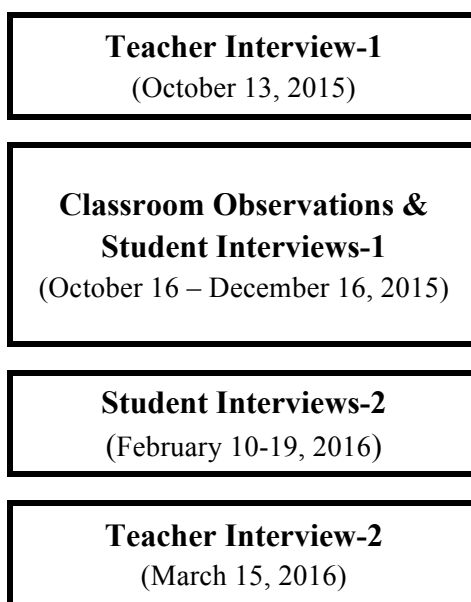 Teacher Interview-1
(October 13, 2015)
Classroom Observations &
Student Interviews-1
(October 16 – December 16, 2015)
Student Interviews-2
(February 10-19, 2016)
Teacher Interview-2
(March 15, 2016)